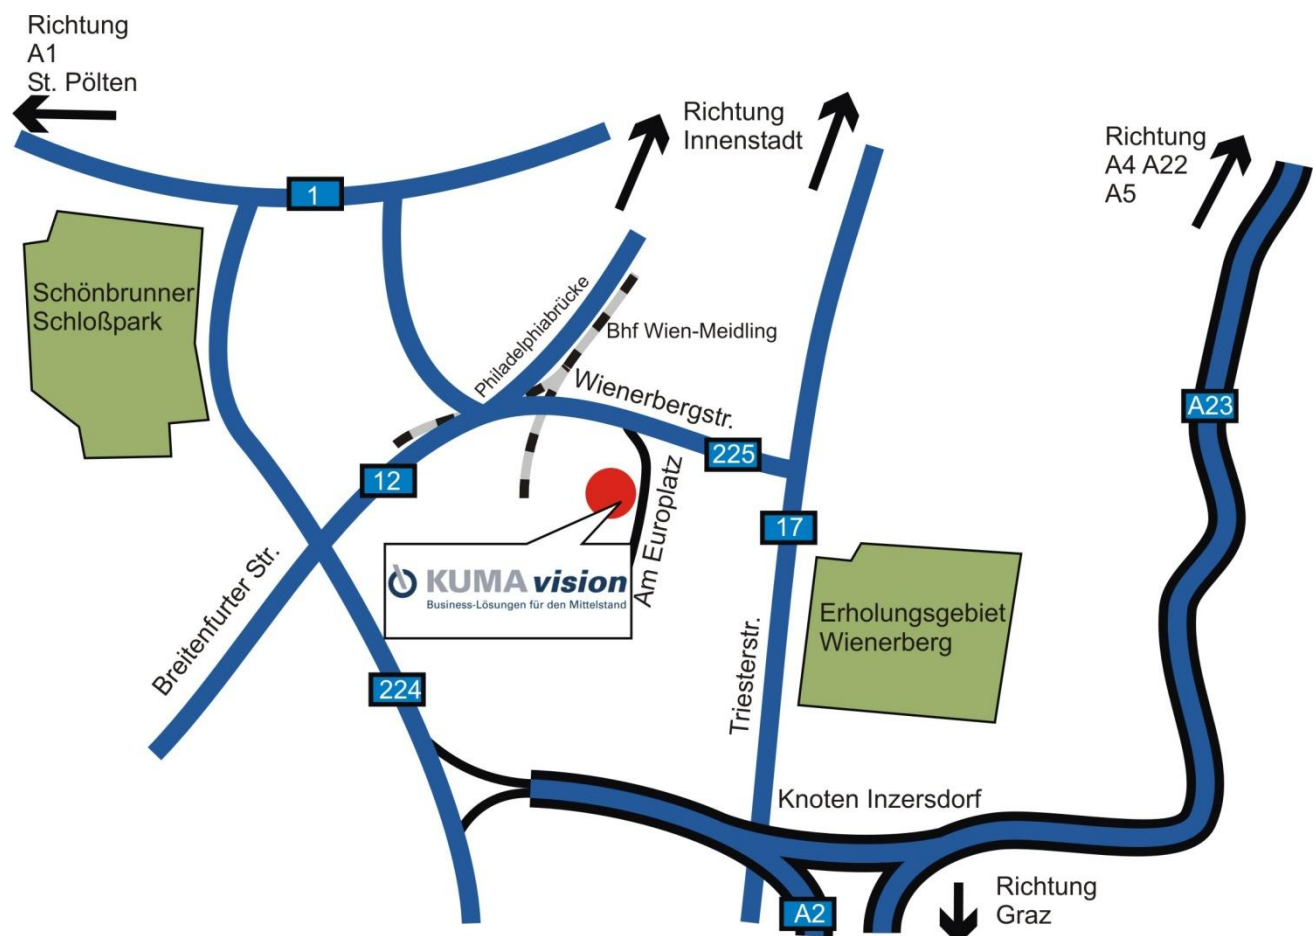 Richtung
A1
St. Pölten
Richtung
Innenstadt
Richtung
A4 A22
A5
1
Schönbrunner
Schloßpark
Philadelphiabrücke
Bhf Wien-Meidling
Wienerbergstr.
A23
225
12
17
Am Europlatz
KUMAvision
Business-Lösungen für den Mittelstand
Breitenfurter Str.
Erholungsgebiet
Wienerberg
224
Triesterstr.
Knoten Inzersdorf
A2
Richtung
Graz